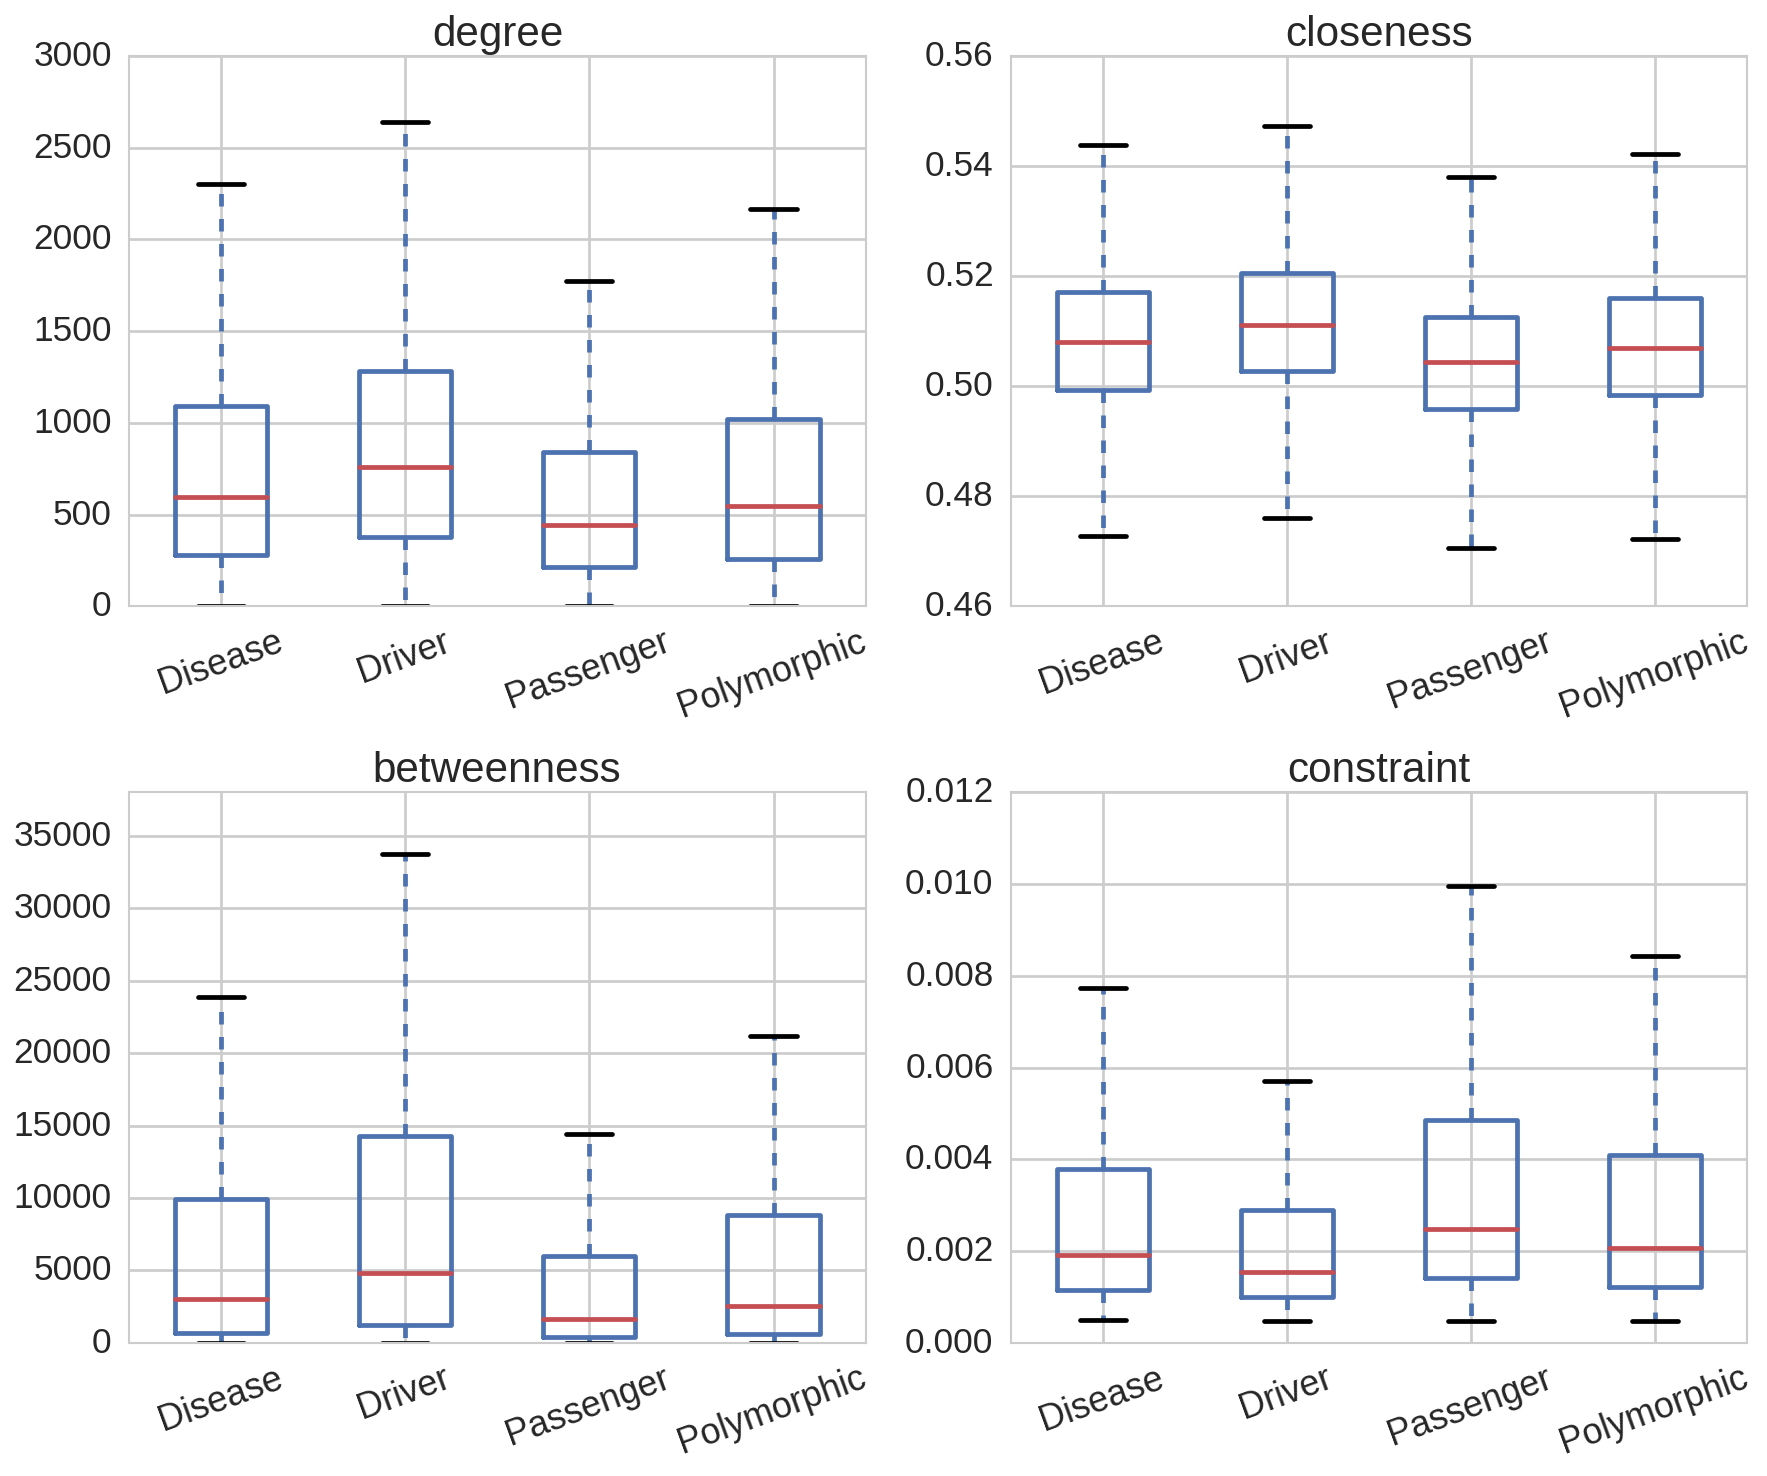 degree
3000
2500
2000
1500
1000
500
0
Disease
Driver
Passenger
Polymorphic
closeness
0.56
0.54
0.52
0.50
0.48
0.46
Disease
Driver
Passenger
Polymorphic
betweenness
35000
30000
25000
20000
15000
10000
5000
0
Disease
Driver
Passenger
Polymorphic
constraint
0.012
0.010
0.008
0.006
0.004
0.002
0.000
Disease
Driver
Passenger
Polymorphic